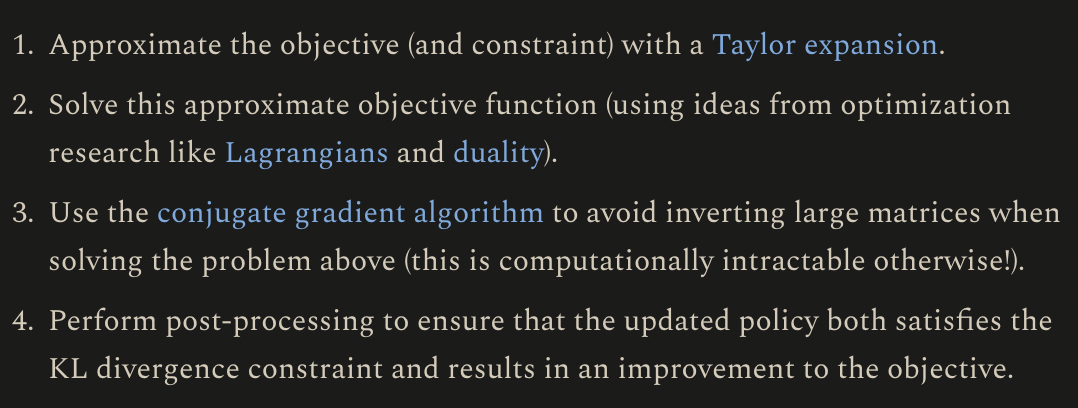 1. Approximate the objective (and constraint) with a Taylor expansion.
2. Solve this approximate objective function (using ideas from optimization
research like Lagrangians and duality).
3. Use the conjugate gradient algorithm to avoid inverting large matrices when
solving the problem above (this is computationally intractable otherwise!).
4. Perform post-processing to ensure that the updated policy both satisfies the
KL divergence constraint and results in an improvement to the objective.